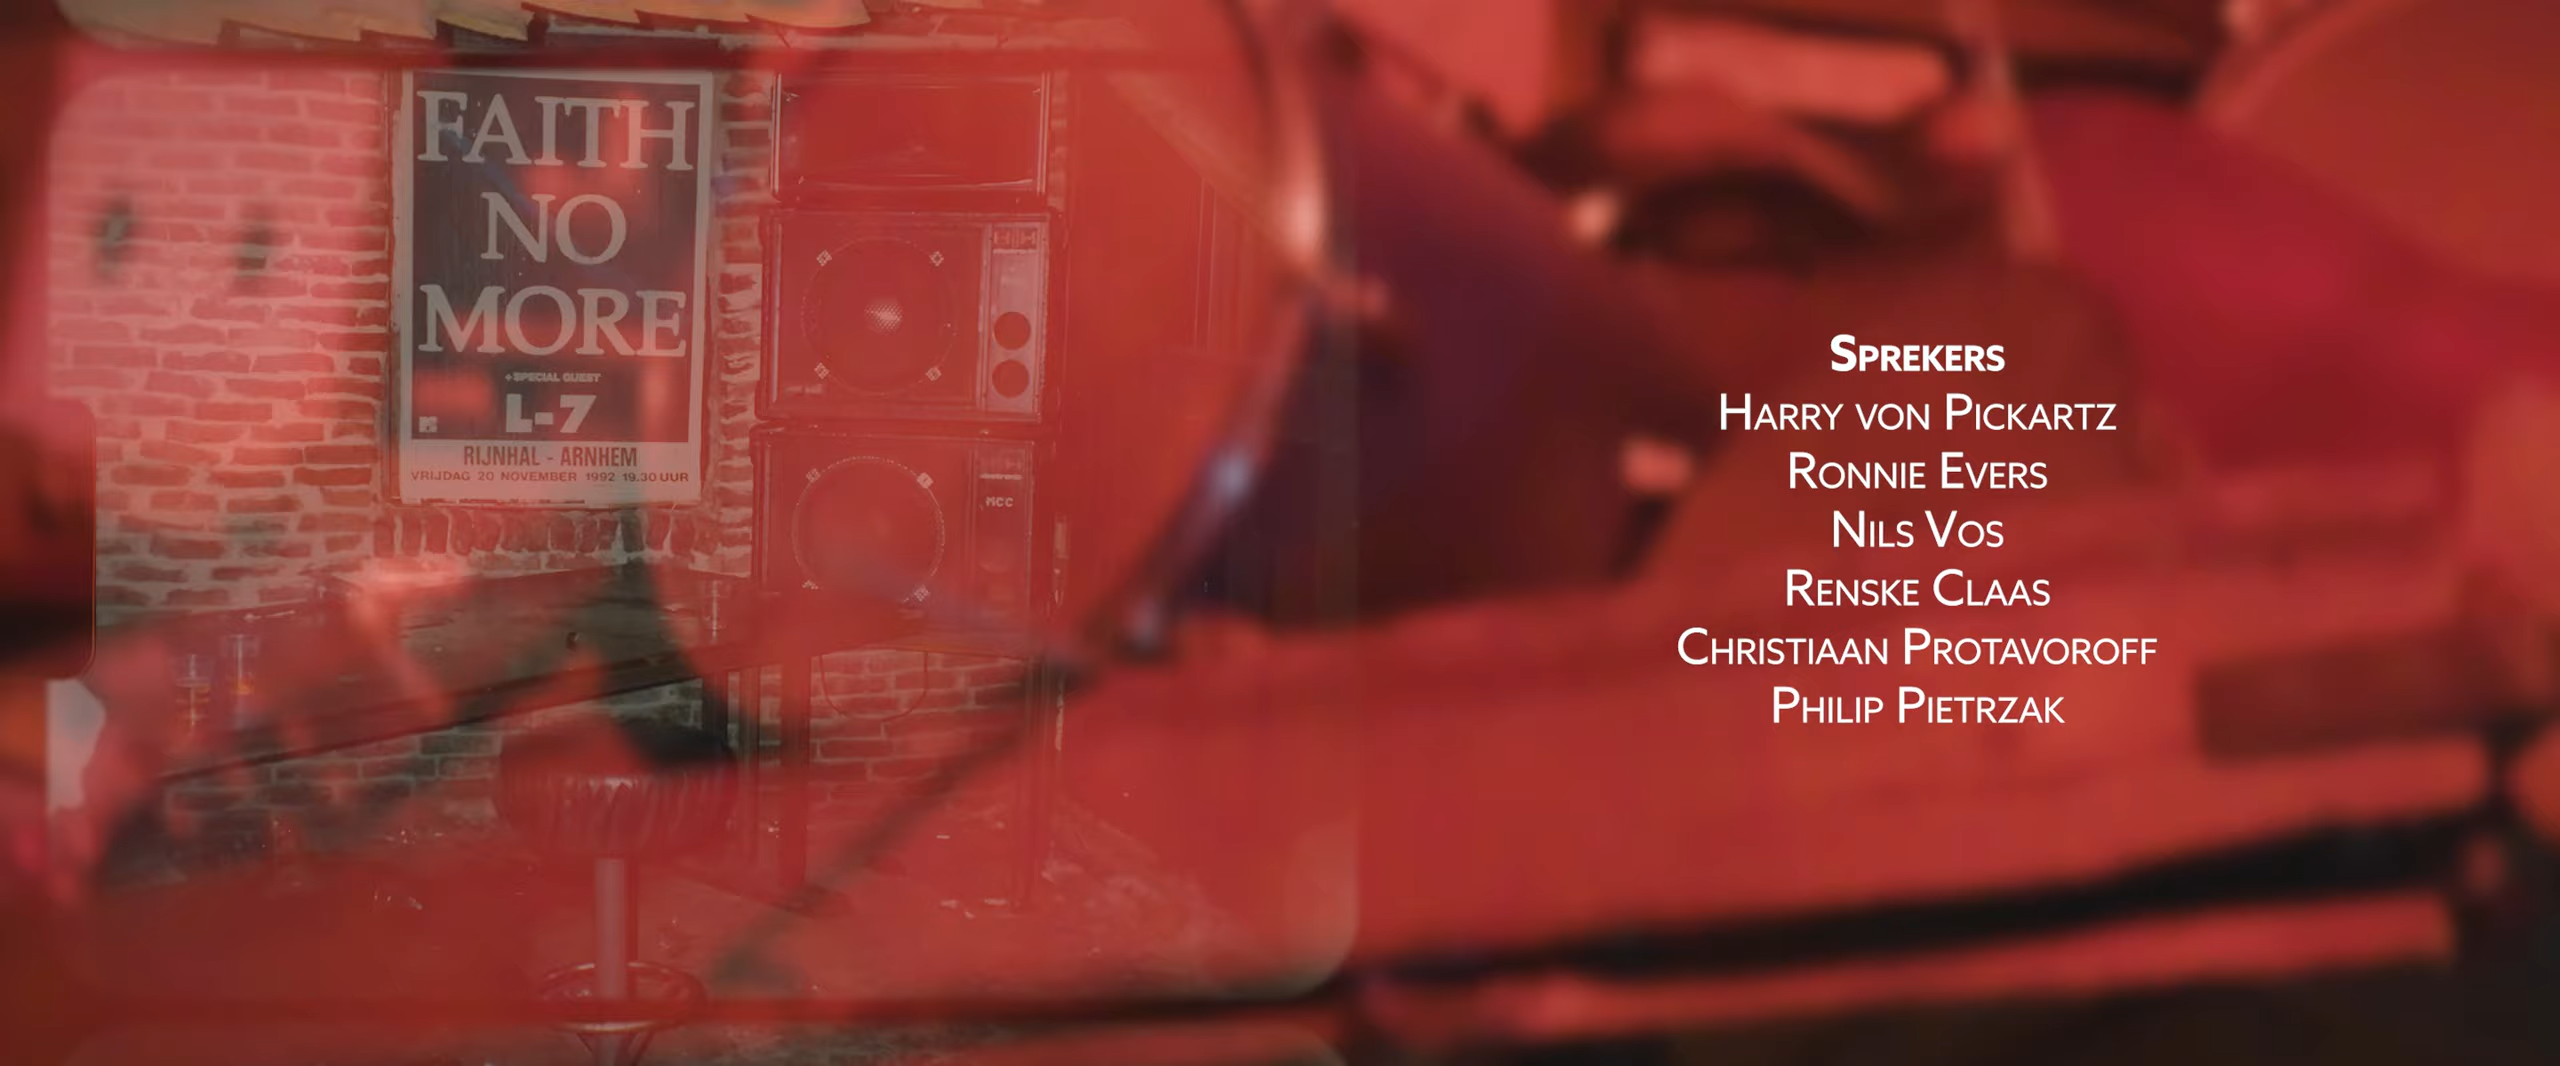 FAITH
NO
MORE
+ SPECIAL GUEST
L-7
RIJNHAL - ARNHEM
VRIJDAG 20 NOVEMBER 1992 19.30 UUR
MCC
SPREKERS
HARRY VON PICKARTZ
RONNIE EVERS
NILS VOS
RENSKE CLAAS
CHRISTIAAN PROTAVOROFF
PHILIP PIETRZAK